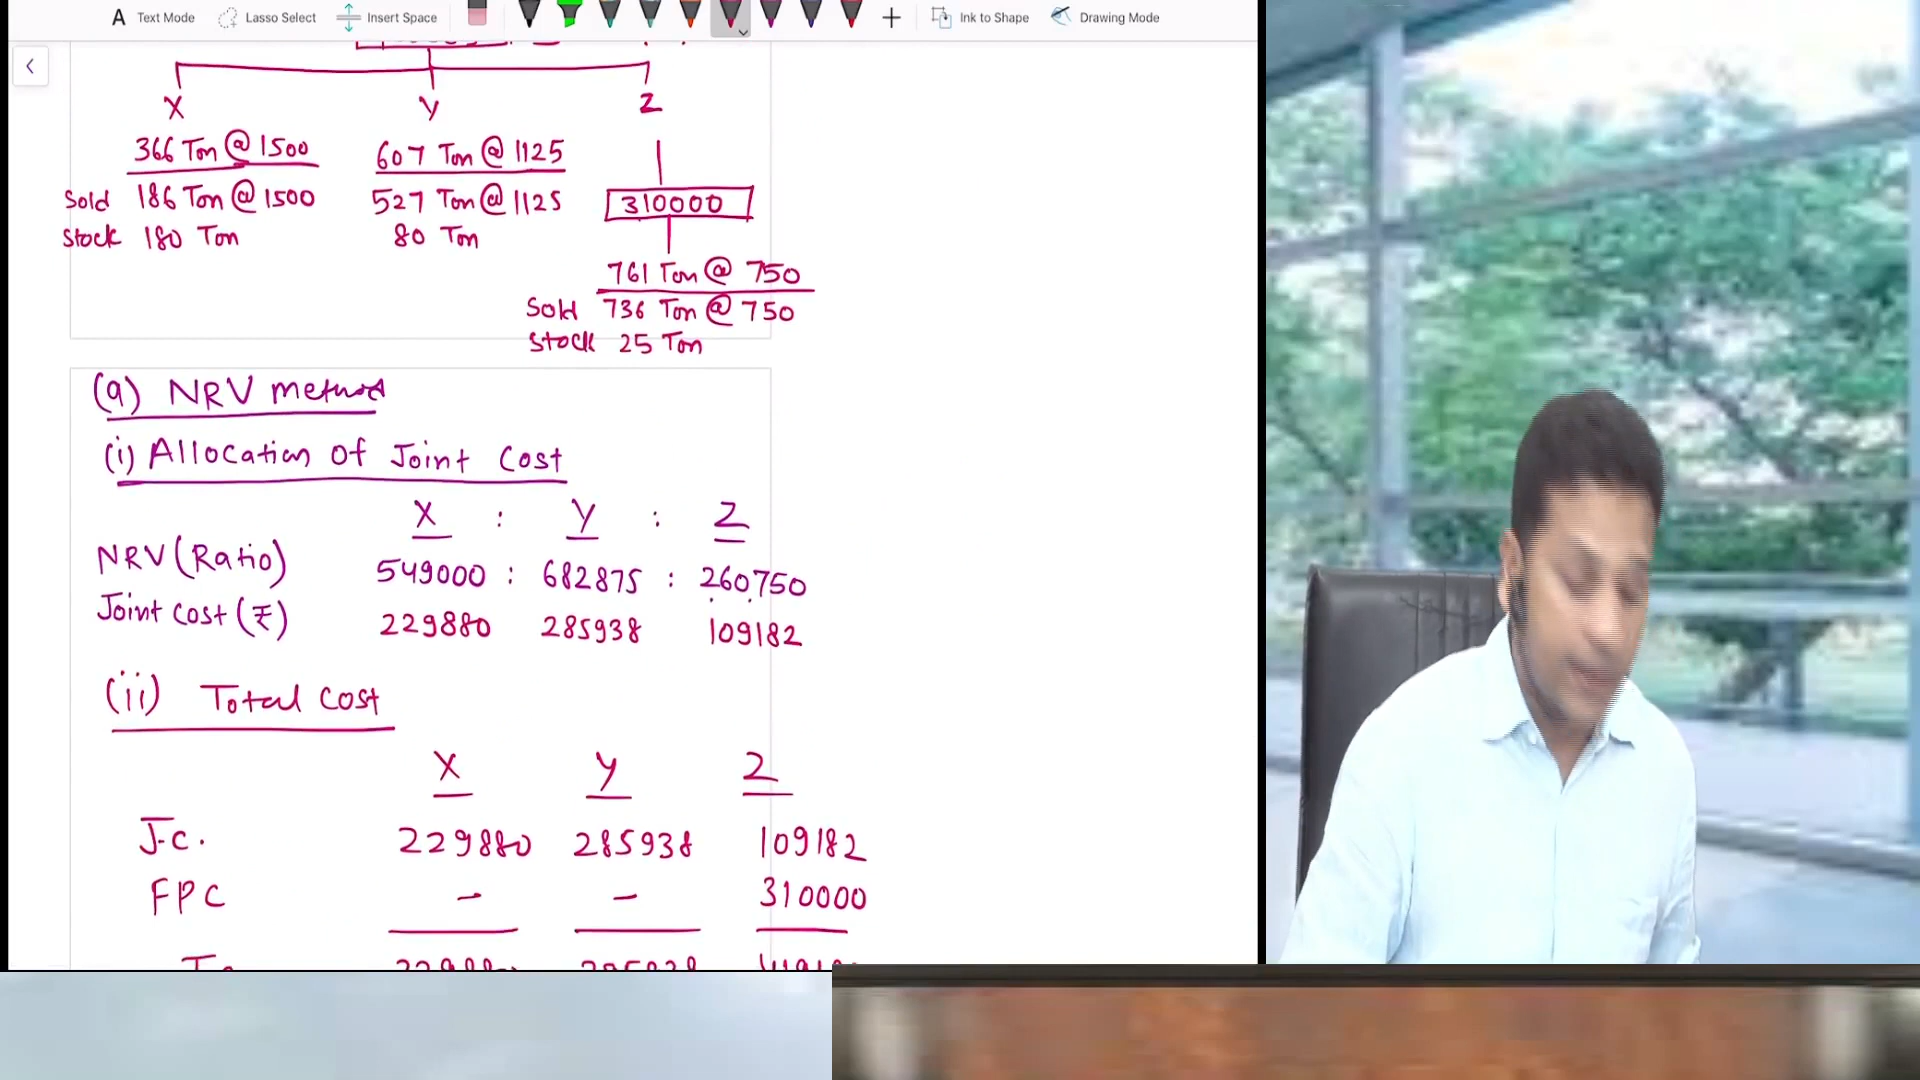 A Text Mode Lasso Select Insert Space Ink to Shape Drawing Mode
X Y Z
366 Ton @ 1500 607 Ton @ 1125
Sold 186 Ton @ 1500 527 Ton @ 1125 310000
Stock 180 Ton 80 Ton
761 Ton @ 750
Sold 736 Ton @ 750
Stock 25 Ton
(a) NRV method
(i) Allocation of Joint Cost
X : Y : Z
NRV (Ratio) 549000 : 682875 : 260750
Joint Cost (₹) 229880 285938 109182
(ii) Total Cost
X Y Z
J.C. 229880 285938 109182
FPC - - 310000